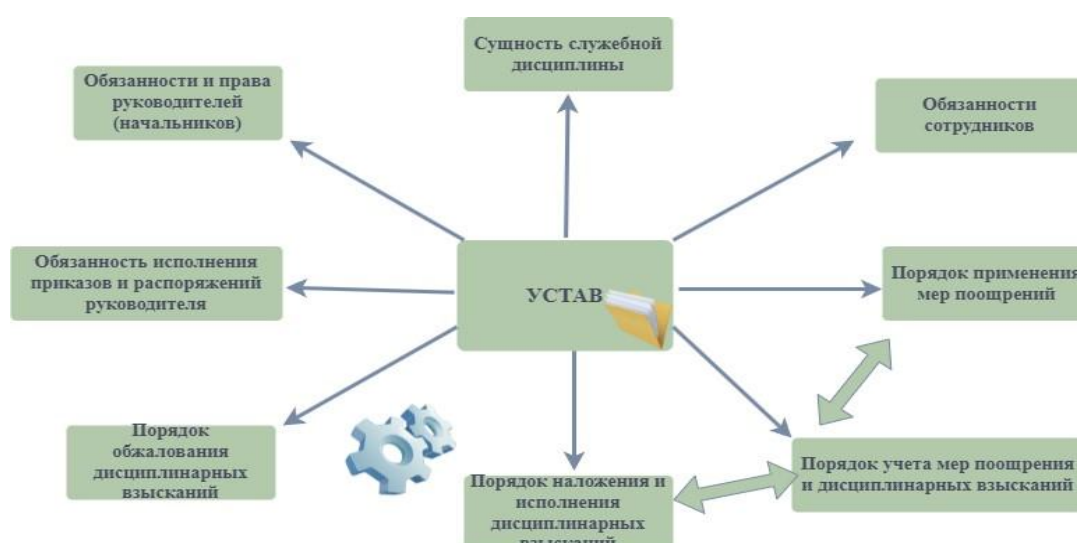 Сущность служебной
дисциплины
Обязанности и права
руководителей
(начальников)
Обязанности
сотрудников
Обязанность исполнения
приказов и распоряжений
руководителя
УСТАВ
Порядок применения
мер поощрений
Порядок
обжалования
дисциплинарных
взысканий
Порядок наложения и
исполнения
дисциплинарных
взысканий
Порядок учета мер поощрения
и дисциплинарных взысканий